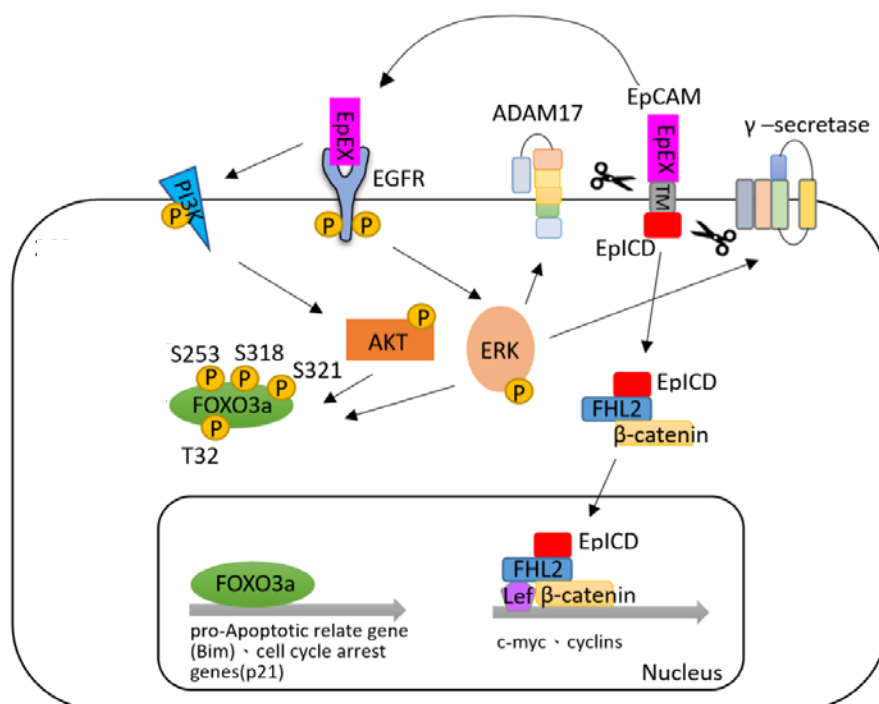 EpCAM
ADAM17
γ –secretase
EpEX
EpEX
EGFR
PI3K
P
P
P
TM
EpICD
P
AKT
ERK
P
S253
S318
S321
P
P
P
FOXO3a
P
T32
EpICD
FHL2
β-catenin
EpICD
FHL2
Lef
β-catenin
FOXO3a
pro-Apoptotic relate gene
(Bim)、cell cycle arrest
genes(p21)
c-myc、cyclins
Nucleus